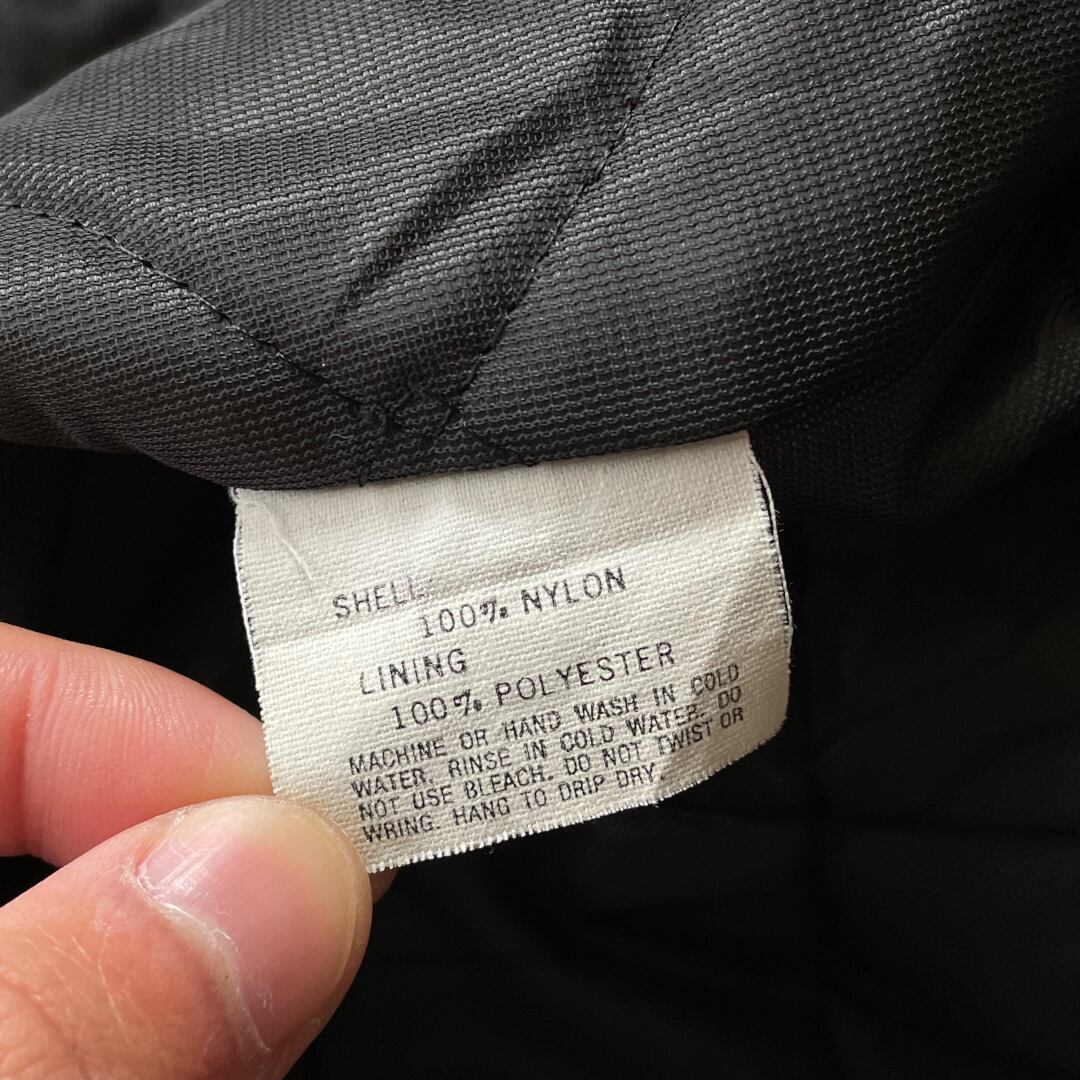 SHELL:
100% NYLON
LINING
100% POLYESTER
MACHINE OR HAND WASH IN COLD
WATER. RINSE IN COLD WATER. DO
NOT USE BLEACH. DO NOT TWIST OR
WRING. HANG TO DRIP DRY.